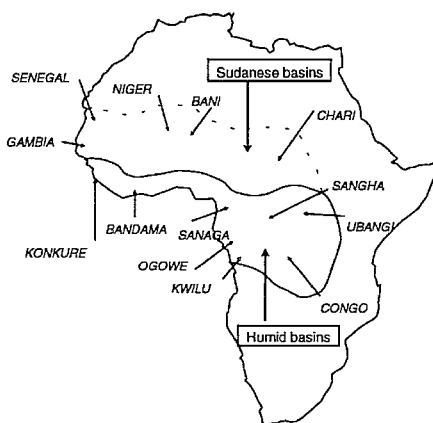 Sudanese basins
SENEGAL
NIGER
BANI
CHARI
GAMBIA
SANGHA
BANDAMA
SANAGA
UBANGI
KONKURE
OGOWE
KWILU
CONGO
Humid basins